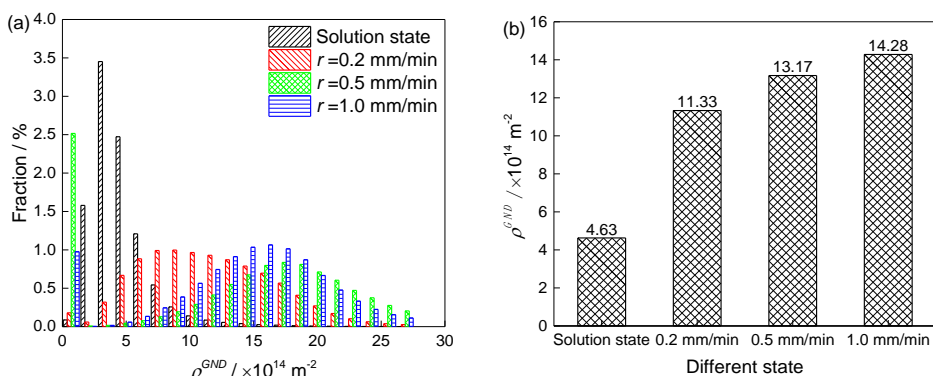 (a)
Solution state
r=0.2 mm/min
r=0.5 mm/min
r=1.0 mm/min
4.0
3.5
3.0
2.5
2.0
1.5
1.0
0.5
0.0
Fraction / %
0 5 10 15 20 25 30
ρ^GND / ×10^14 m^-2
(b)
16
14
12
10
8
6
4
2
0
ρ^GND / ×10^14 m^-2
4.63
11.33
13.17
14.28
Solution state 0.2 mm/min 0.5 mm/min 1.0 mm/min
Different state